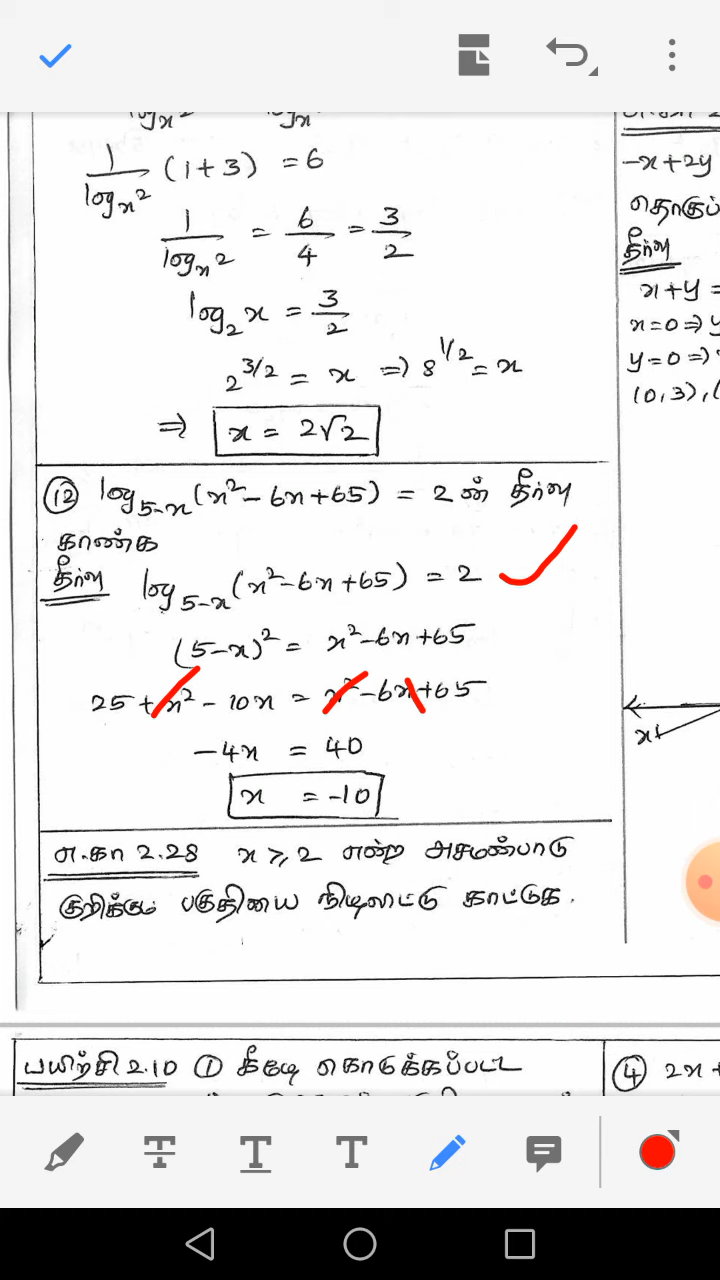 1/log_x 2 (1+3) = 6
1/log_x 2 = 6/4 = 3/2
log_2 x = 3/2
2^(3/2) = x ⇒ 8^(1/2) = x
⇒ x = 2√2
⑫ log_(5-x) (x² - 6x + 65) = 2 ன் தீர்வு
காண்க
தீர்வு log_(5-x) (x² - 6x + 65) = 2
(5-x)² = x² - 6x + 65
25 + x² - 10x = x² - 6x + 65
-4x = 40
x = -10
எ.கா 2.28 x ≥ 2 என்ற அசமன்பாடு
குறிக்கும் பகுதியை காட்டுக.
-x+2y
தொகுப்
தீர்வு
x+y =
x=0 ⇒ y
y=0 ⇒
(0,3), (
x
பயிற்சி 2.10 ① கீழே கொடுக்கப்பட்ட
④ 2x +
T T T